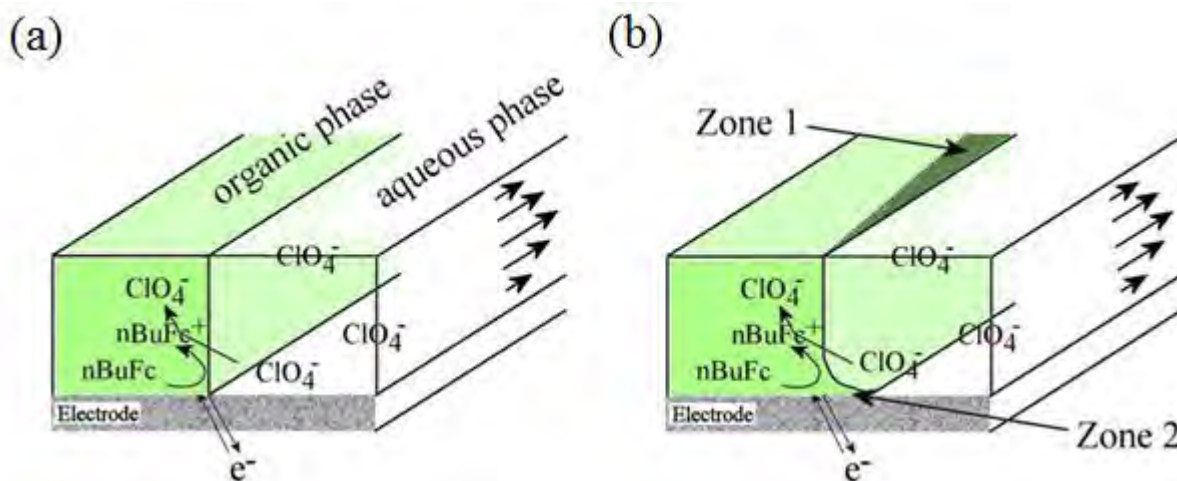 (a)
organic phase
aqueous phase
ClO₄⁻
ClO₄⁻
nBuFc⁺
ClO₄⁻
nBuFc
ClO₄⁻
Electrode
e⁻
(b)
Zone 1
ClO₄⁻
ClO₄⁻
nBuFc⁺
ClO₄⁻
nBuFc
ClO₄⁻
Electrode
Zone 2
e⁻